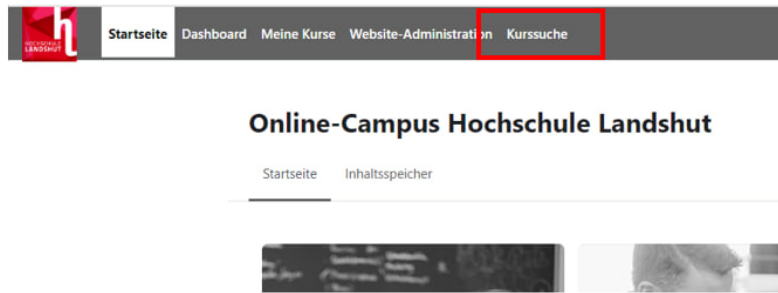 HOCHSCHULE
LANDSHUT
Startseite Dashboard Meine Kurse Website-Administration Kurssuche
Online-Campus Hochschule Landshut
Startseite Inhaltsspeicher